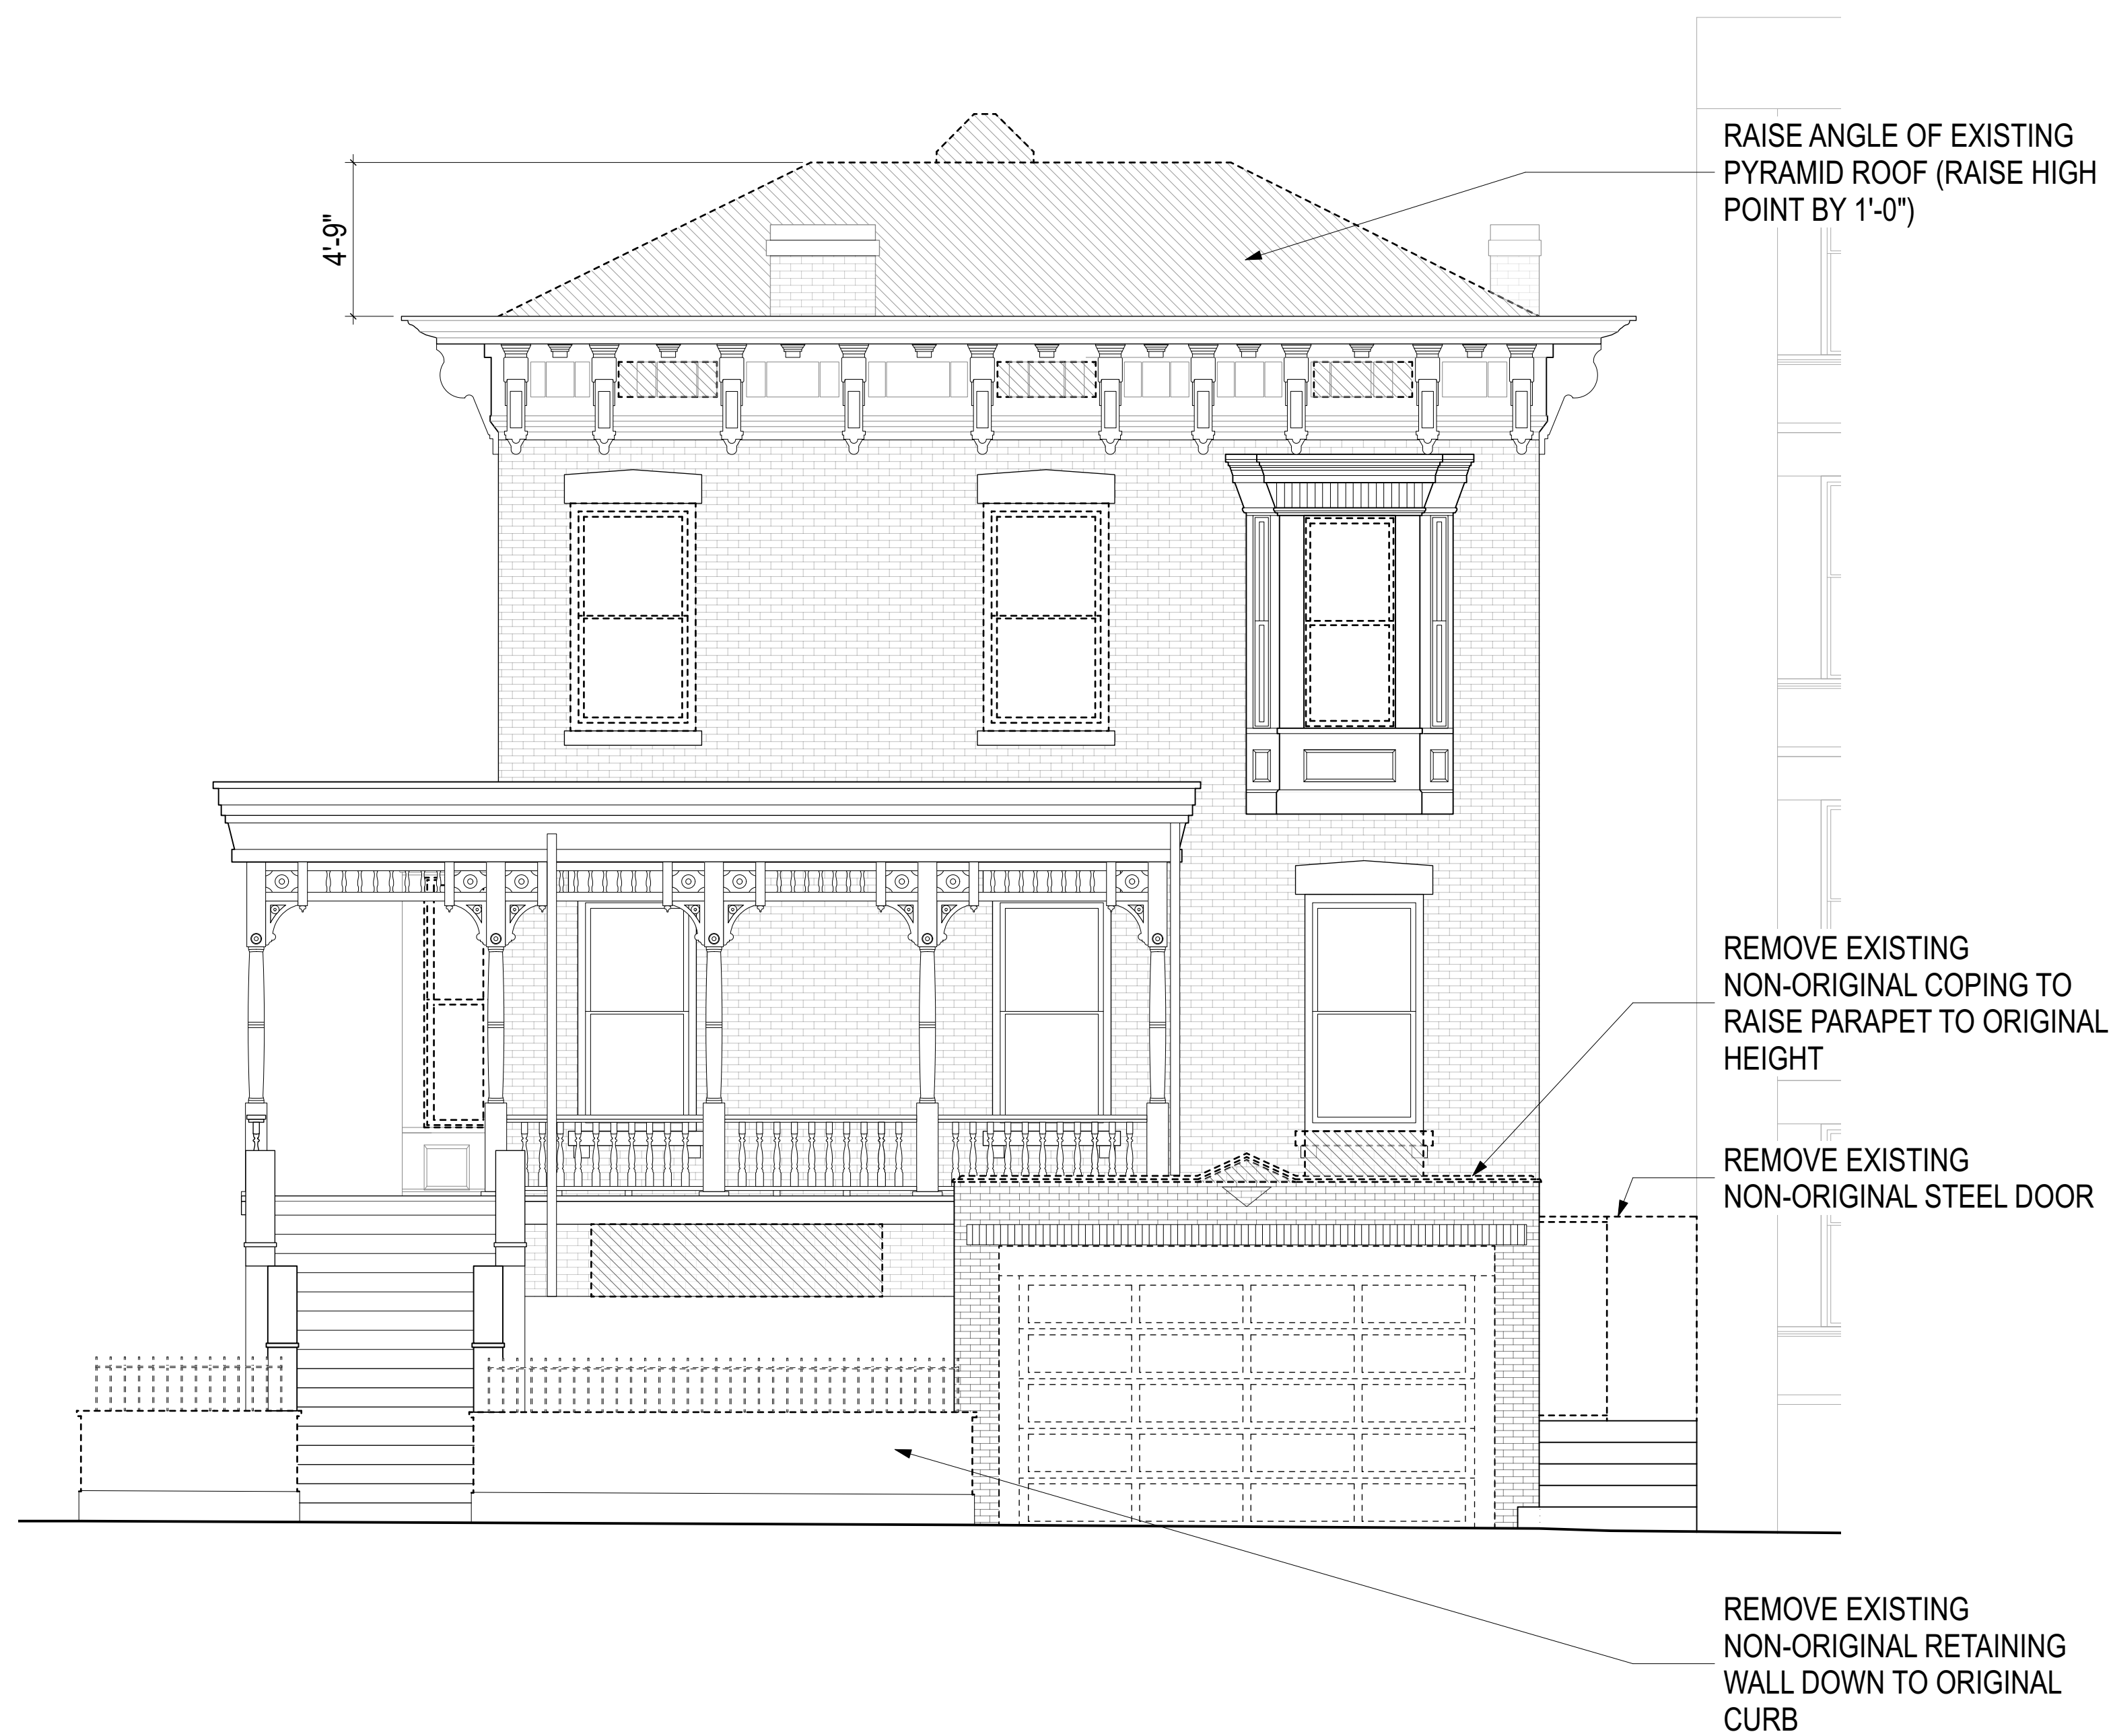 RAISE ANGLE OF EXISTING
PYRAMID ROOF (RAISE HIGH
POINT BY 1'-0")
4'-9"
REMOVE EXISTING
NON-ORIGINAL COPING TO
RAISE PARAPET TO ORIGINAL
HEIGHT
REMOVE EXISTING
NON-ORIGINAL STEEL DOOR
REMOVE EXISTING
NON-ORIGINAL RETAINING
WALL DOWN TO ORIGINAL
CURB